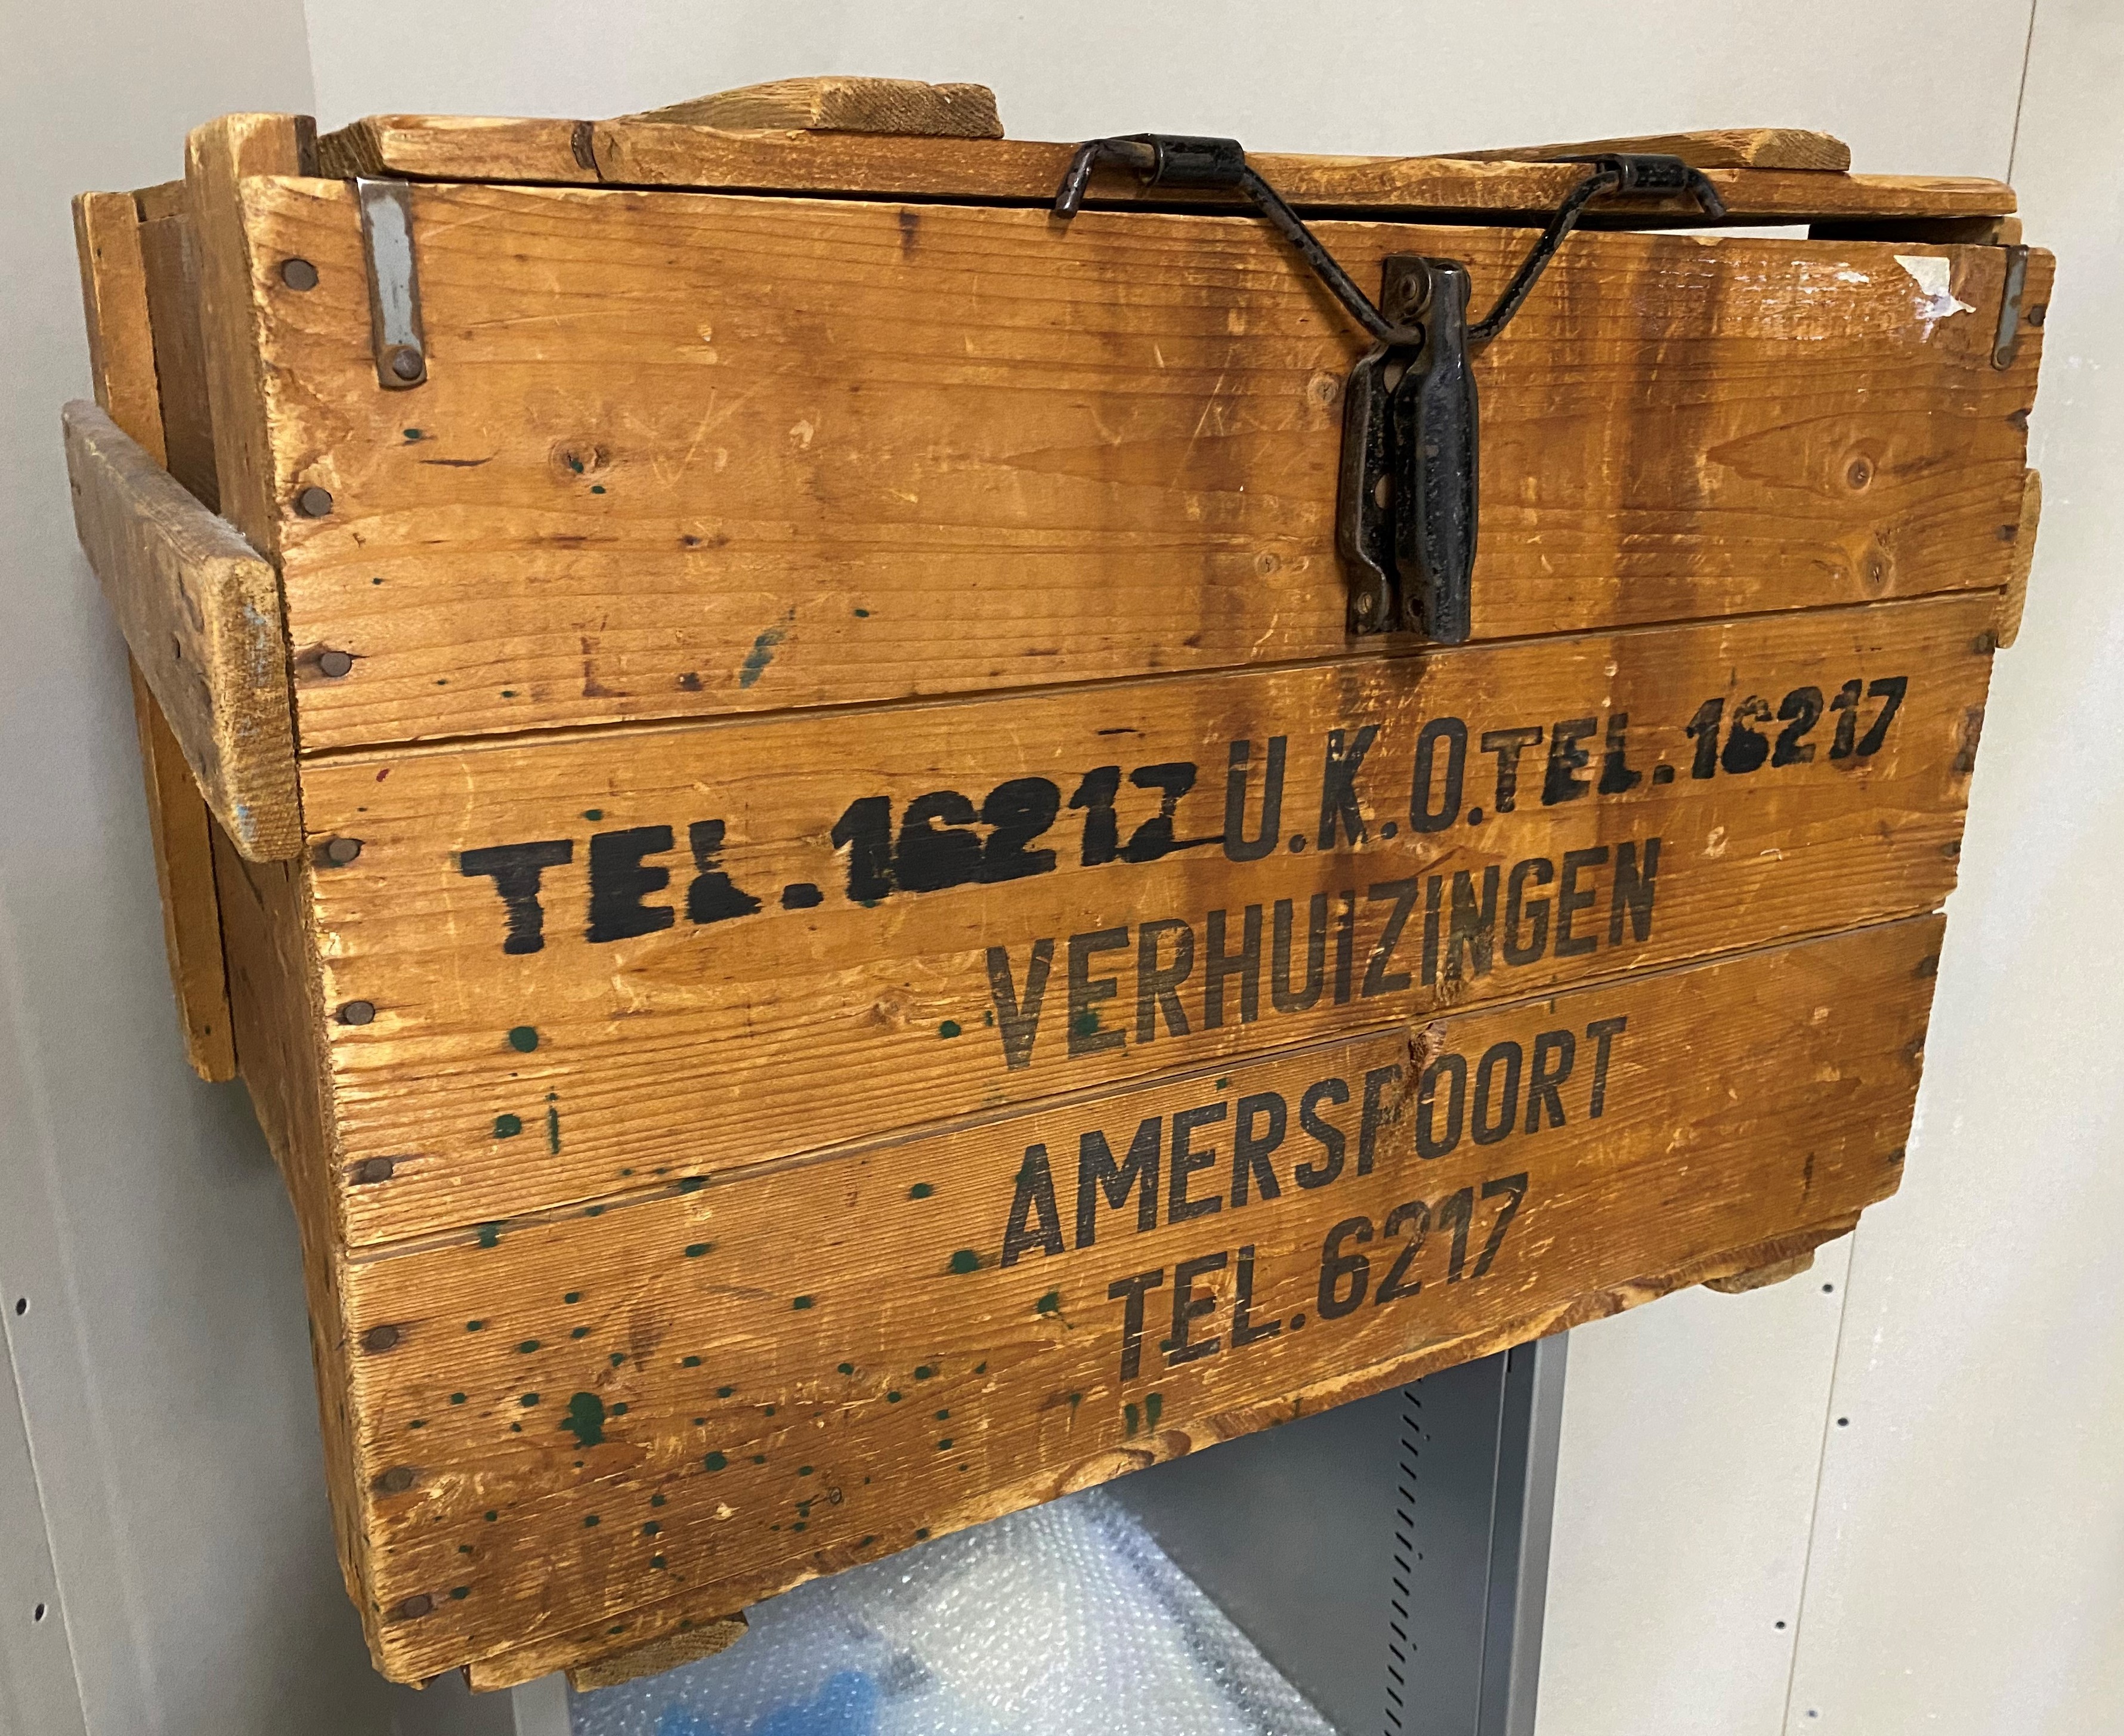 TEL.16217 U.K.O. TEL.16217
VERHUIZINGEN
AMERSFOORT
TEL.6217